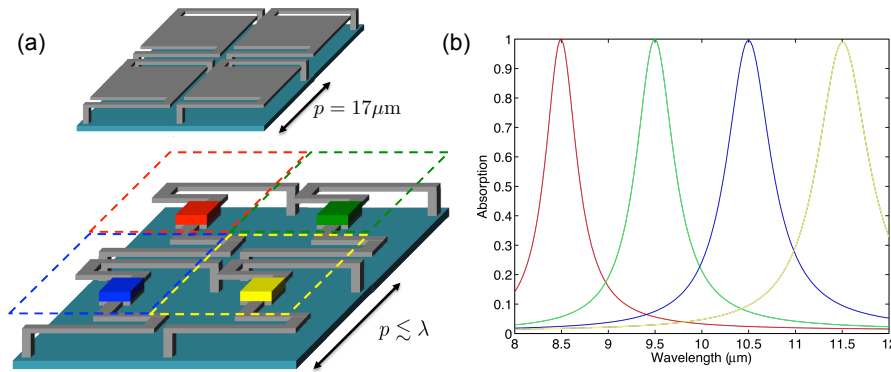 (a)
p = 17μm
p ≲ λ
(b)
Absorption
1
0.9
0.8
0.7
0.6
0.5
0.4
0.3
0.2
0.1
0
8 8.5 9 9.5 10 10.5 11 11.5 12
Wavelength (μm)